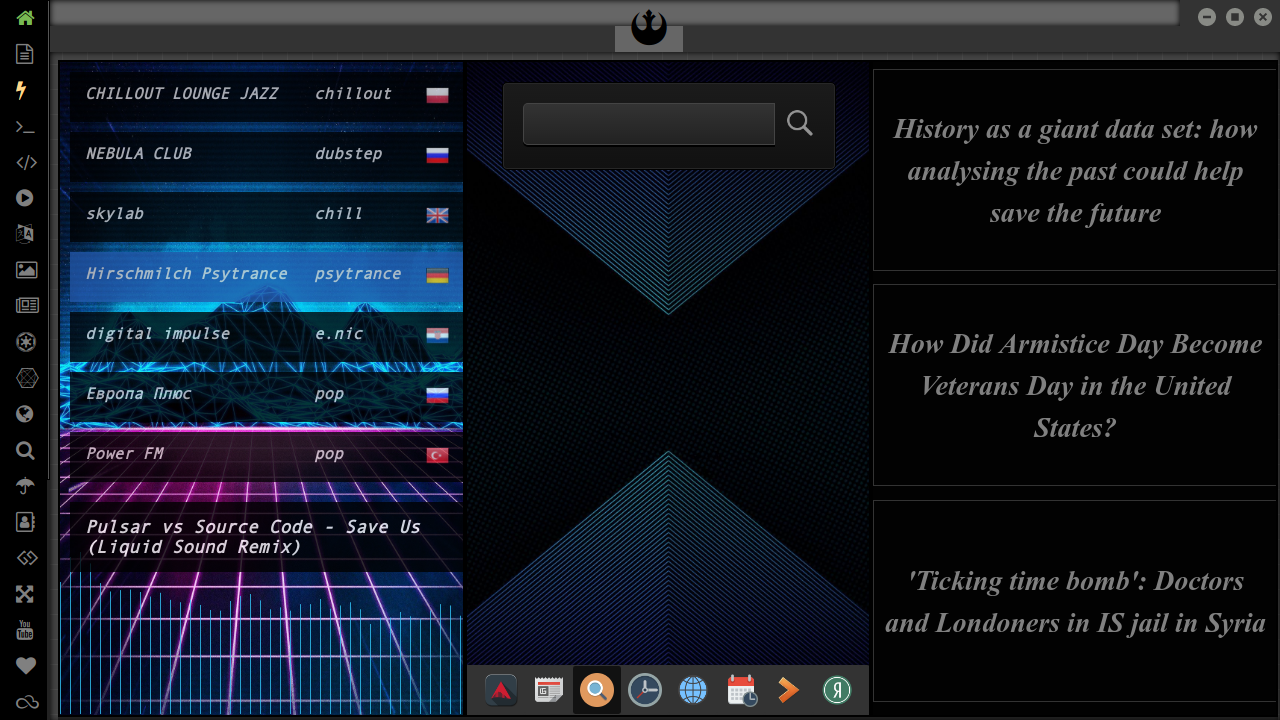 CHILLOUT LOUNGE JAZZ chillout
NEBULA CLUB dubstep
skylab chill
Hirschmilch Psytrance psytrance
digital impulse e.nic
Европа Плюс pop
Power FM pop
Pulsar vs Source Code - Save Us
(Liquid Sound Remix)
History as a giant data set: how
analysing the past could help
save the future
How Did Armistice Day Become
Veterans Day in the United
States?
'Ticking time bomb': Doctors
and Londoners in IS jail in Syria
You
Tube
Я